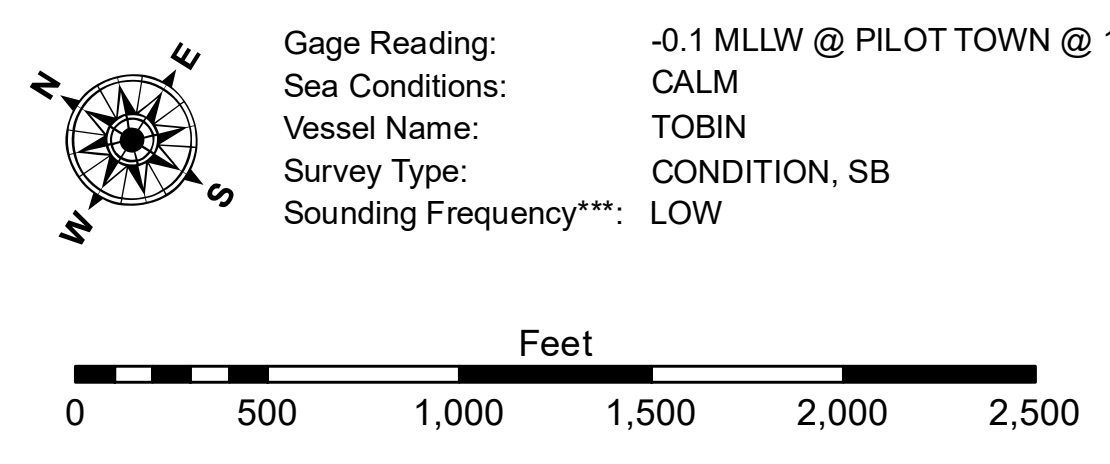 N
E
S
W
Gage Reading: -0.1 MLLW @ PILOT TOWN @
Sea Conditions: CALM
Vessel Name: TOBIN
Survey Type: CONDITION, SB
Sounding Frequency***: LOW
Feet
0 500 1,000 1,500 2,000 2,500